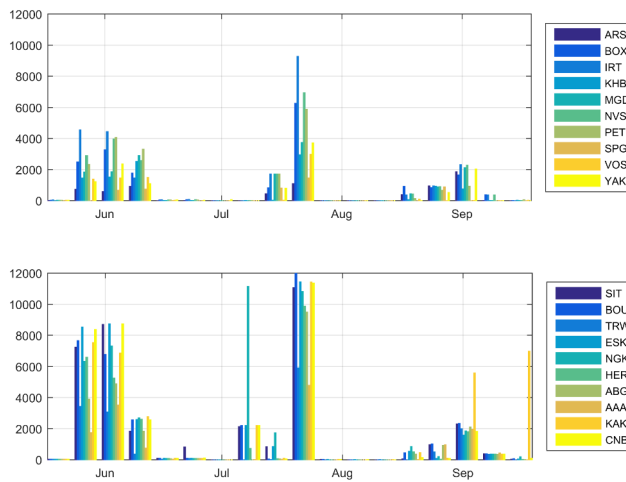 12000
10000
8000
6000
4000
2000
0
Jun
Jul
Aug
Sep
ARS
BOX
IRT
KHB
MGD
NVS
PET
SPG
VOS
YAK
12000
10000
8000
6000
4000
2000
0
Jun
Jul
Aug
Sep
SIT
BOU
TRW
ESK
NGK
HER
ABG
AAA
KAK
CNB